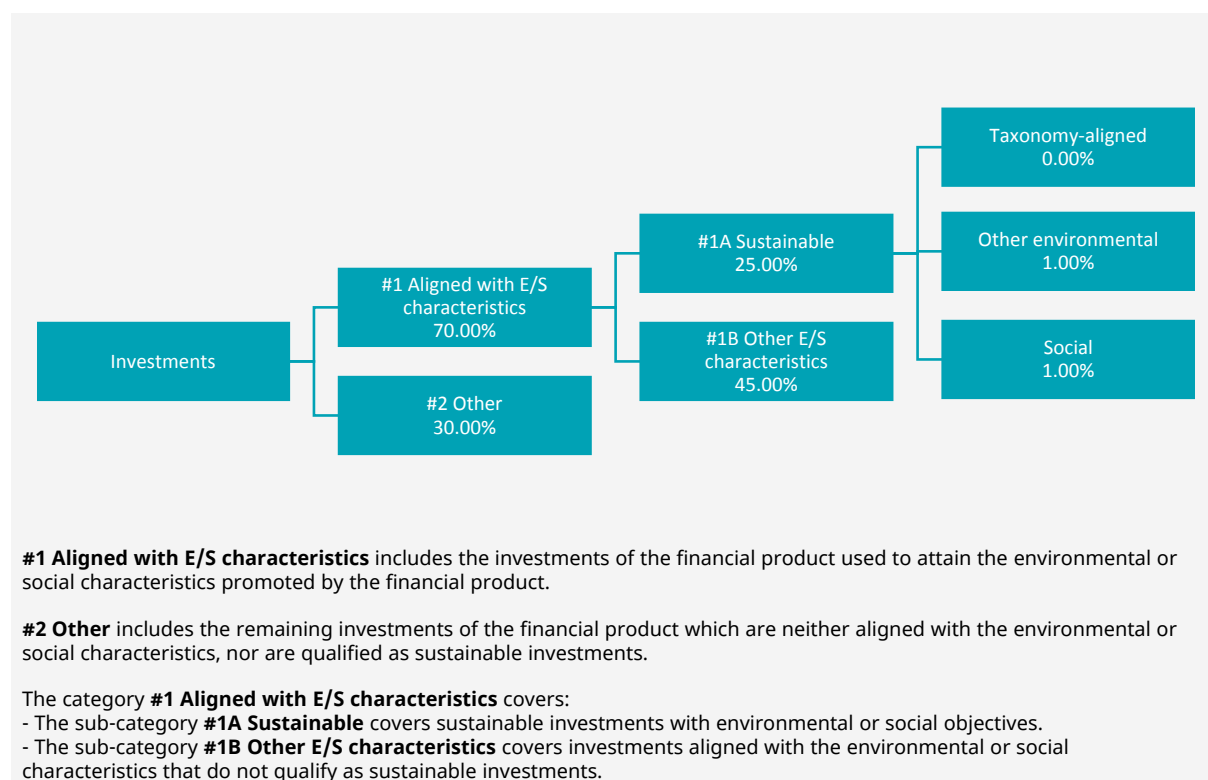 Investments
#1 Aligned with E/S
characteristics
70.00%
#2 Other
30.00%
#1A Sustainable
25.00%
#1B Other E/S
characteristics
45.00%
Taxonomy-aligned
0.00%
Other environmental
1.00%
Social
1.00%
#1 Aligned with E/S characteristics includes the investments of the financial product used to attain the environmental or
social characteristics promoted by the financial product.
#2 Other includes the remaining investments of the financial product which are neither aligned with the environmental or
social characteristics, nor are qualified as sustainable investments.
The category #1 Aligned with E/S characteristics covers:
- The sub-category #1A Sustainable covers sustainable investments with environmental or social objectives.
- The sub-category #1B Other E/S characteristics covers investments aligned with the environmental or social
characteristics that do not qualify as sustainable investments.